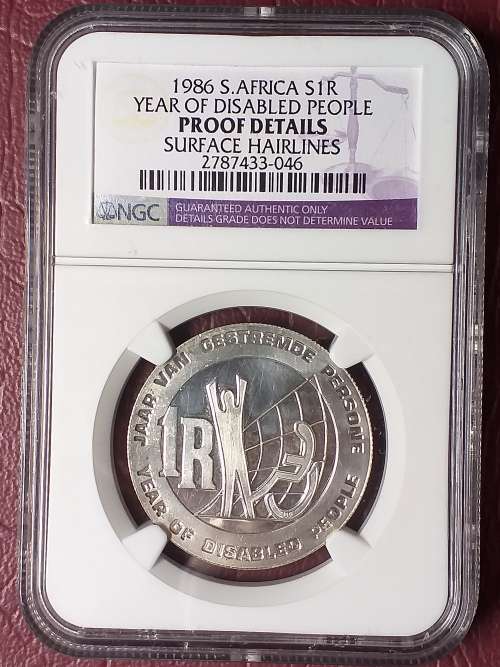 1986 S.AFRICA S1R
YEAR OF DISABLED PEOPLE
PROOF DETAILS
SURFACE HAIRLINES
2787433-046
NGC
GUARANTEED AUTHENTIC ONLY
DETAILS GRADE DOES NOT DETERMINE VALUE
JAAR VAN GESTREMDE PERSONE
1R
YEAR OF DISABLED PEOPLE